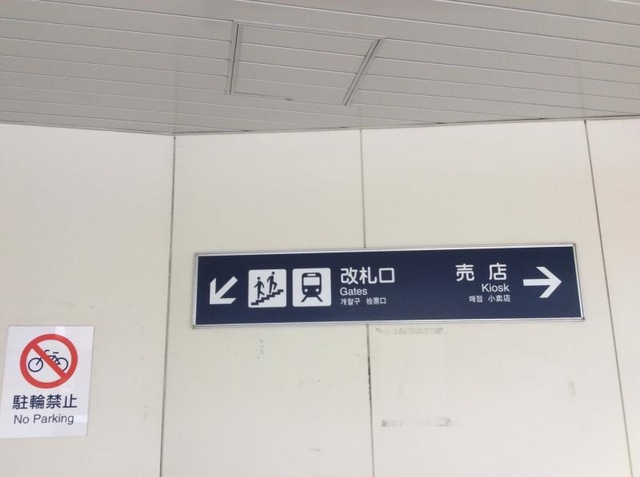 改札口
Gates
개찰구 检票口
売店
Kiosk
매점 小卖店
駐輪禁止
No Parking